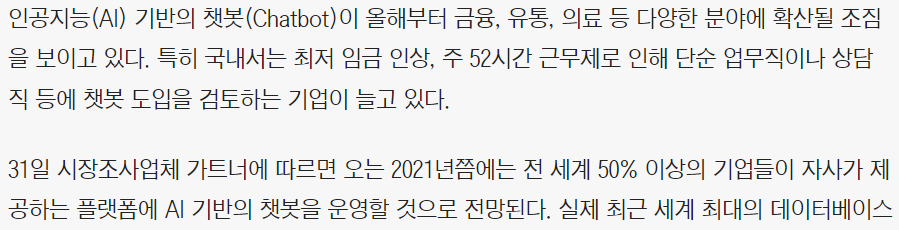 인공지능(AI) 기반의 챗봇(Chatbot)이 올해부터 금융, 유통, 의료 등 다양한 분야에 확산될 조짐
을 보이고 있다. 특히 국내서는 최저 임금 인상, 주 52시간 근무제로 인해 단순 업무직이나 상담
직 등에 챗봇 도입을 검토하는 기업이 늘고 있다.
31일 시장조사업체 가트너에 따르면 오는 2021년쯤에는 전 세계 50% 이상의 기업들이 자사가 제
공하는 플랫폼에 AI 기반의 챗봇을 운영할 것으로 전망된다. 실제 최근 세계 최대의 데이터베이스